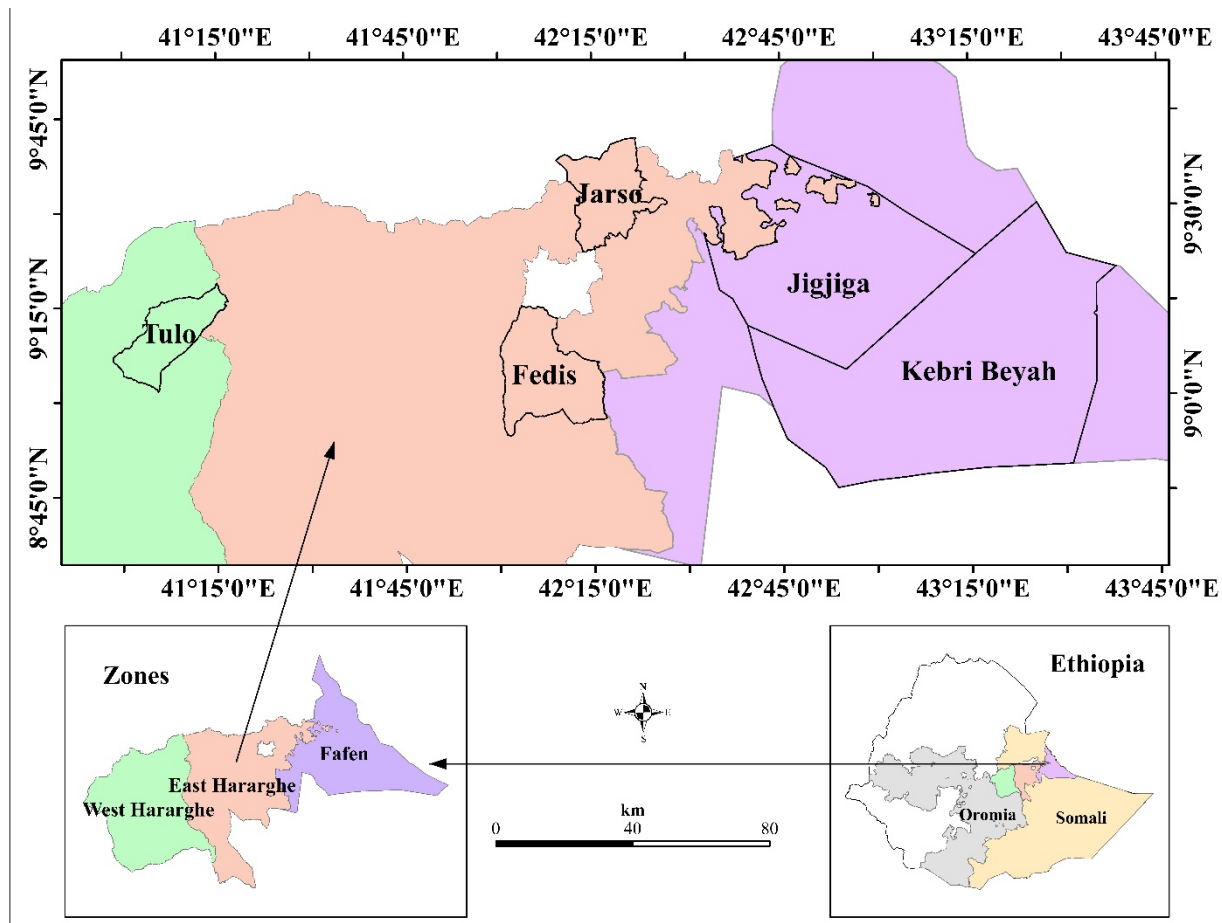 41°15'0"E 41°45'0"E 42°15'0"E 42°45'0"E 43°15'0"E 43°45'0"E
9°45'0"N
9°30'0"N
Jarso
Jigjiga
9°15'0"N
Tulo
Fedis
Kebri Beyah
9°0'0"N
8°45'0"N
41°15'0"E 41°45'0"E 42°15'0"E 42°45'0"E 43°15'0"E 43°45'0"E
Zones
Fafen
East Hararghe
West Hararghe
N
W E
S
km
0 40 80
Ethiopia
Oromia
Somali